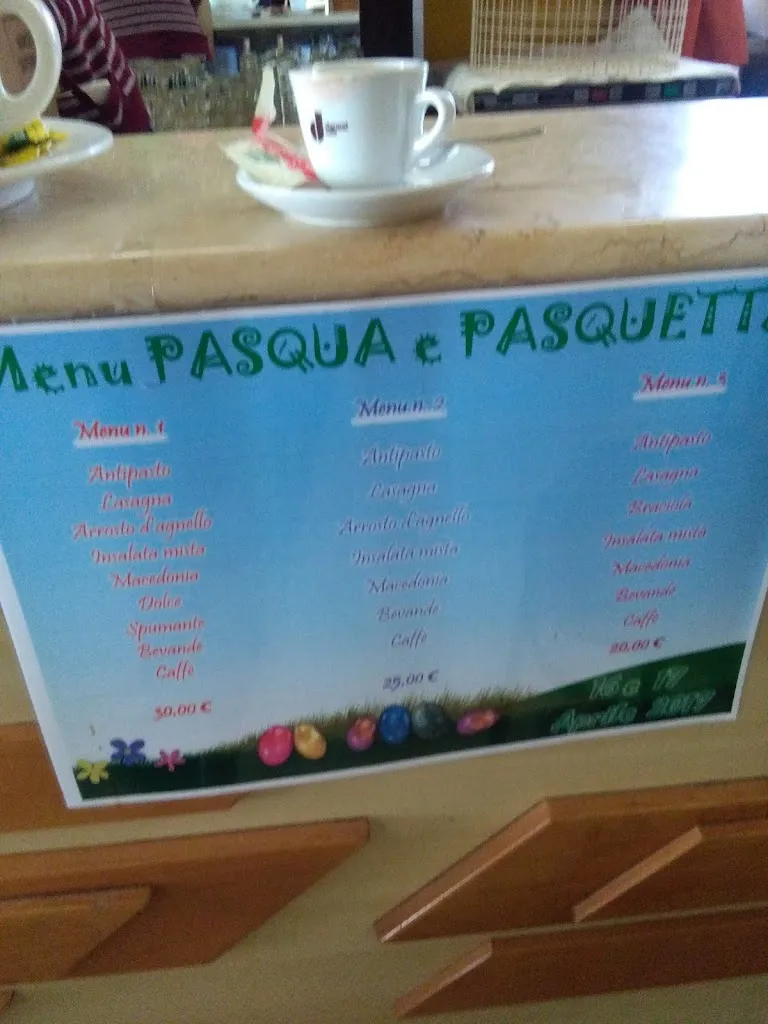 Menu PASQUA e PASQUETT
Menu n. 1
Antipasto
Lasagna
Arrosto d'agnello
Insalata mista
Macedonia
Dolce
Spumante
Bevande
Caffè
30,00 €
Menu n. 2
Antipasto
Lasagna
Arrosto d'agnello
Insalata mista
Macedonia
Bevande
Caffè
25,00 €
Menu n. 3
Antipasto
Lasagna
Braciola
Insalata mista
Macedonia
Bevande
Caffè
20,00 €
16 e 17
Aprile 2017